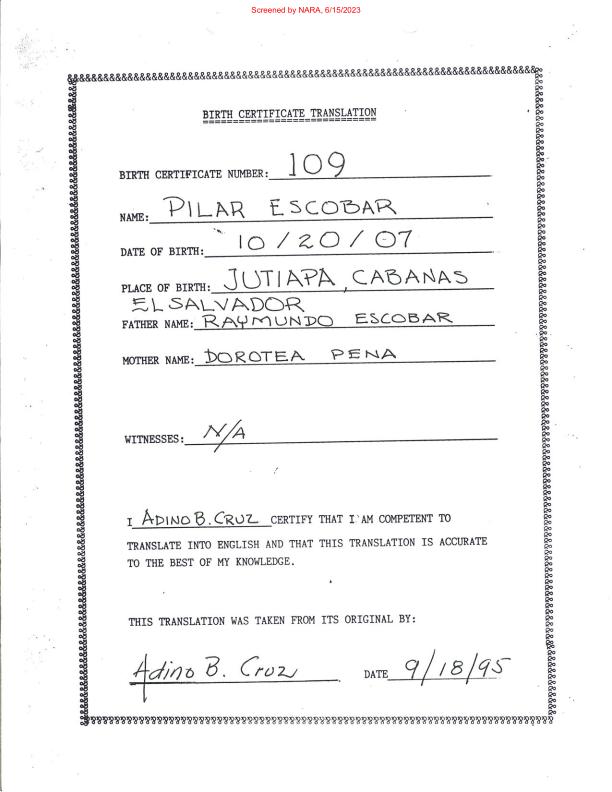 Screened by NARA, 6/15/2023
BIRTH CERTIFICATE TRANSLATION
BIRTH CERTIFICATE NUMBER: 109
NAME: PILAR ESCOBAR
DATE OF BIRTH: 10/20/07
PLACE OF BIRTH: JUTIAPA, CABANAS
EL SALVADOR
FATHER NAME: RAYMUNDO ESCOBAR
MOTHER NAME: DOROTEA PENA
WITNESSES: N/A
I ADINO B. CRUZ CERTIFY THAT I AM COMPETENT TO
TRANSLATE INTO ENGLISH AND THAT THIS TRANSLATION IS ACCURATE
TO THE BEST OF MY KNOWLEDGE.
THIS TRANSLATION WAS TAKEN FROM ITS ORIGINAL BY:
Adino B. Cruz DATE 9/18/95